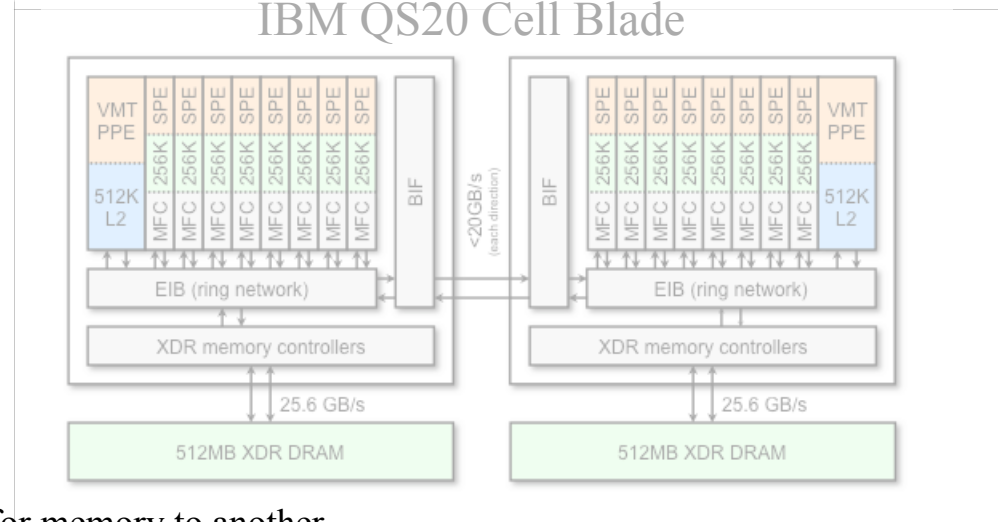 IBM QS20 Cell Blade
VMT
PPE
512K
L2
SPE SPE SPE SPE SPE SPE SPE SPE
256K 256K 256K 256K 256K 256K 256K 256K
MFC MFC MFC MFC MFC MFC MFC MFC
BIF
EIB (ring network)
XDR memory controllers
25.6 GB/s
512MB XDR DRAM
<20GB/s
(each direction)
BIF
SPE SPE SPE SPE SPE SPE SPE SPE
256K 256K 256K 256K 256K 256K 256K 256K
MFC MFC MFC MFC MFC MFC MFC MFC
VMT
PPE
512K
L2
EIB (ring network)
XDR memory controllers
25.6 GB/s
512MB XDR DRAM
for memory to another